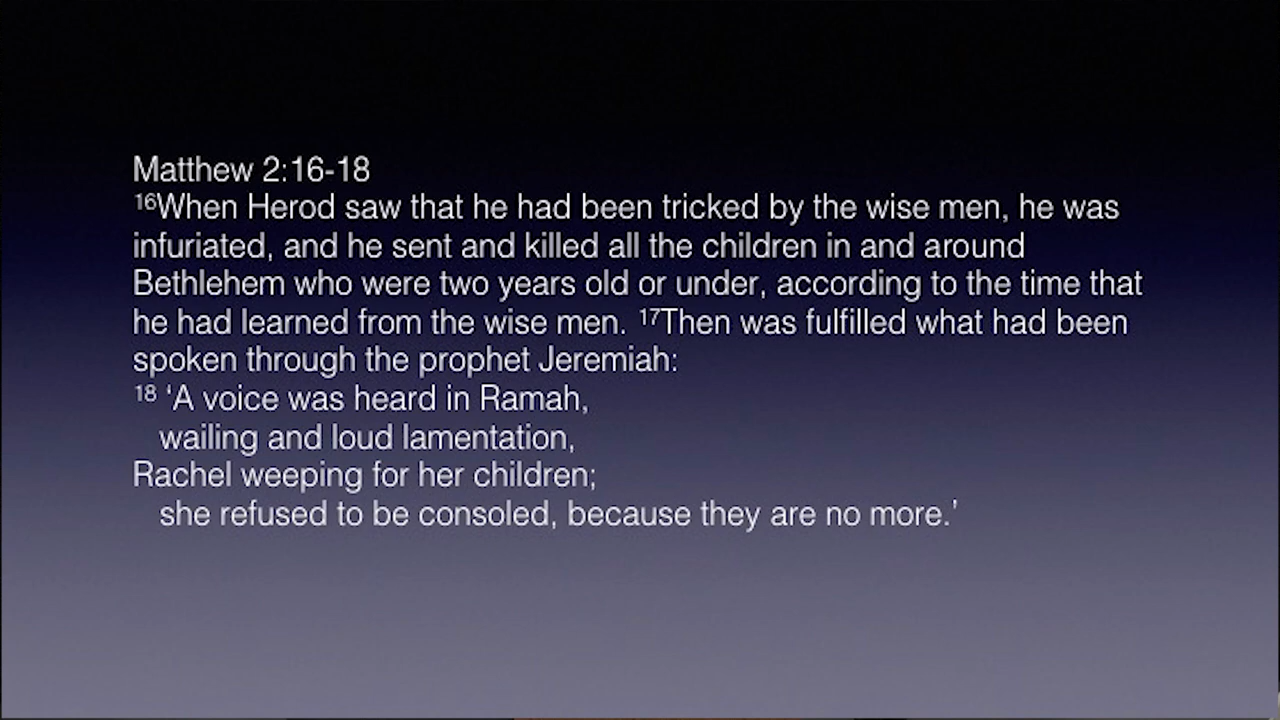 Matthew 2:16-18
¹⁶When Herod saw that he had been tricked by the wise men, he was
infuriated, and he sent and killed all the children in and around
Bethlehem who were two years old or under, according to the time that
he had learned from the wise men. ¹⁷Then was fulfilled what had been
spoken through the prophet Jeremiah:
¹⁸ ‘A voice was heard in Ramah,
wailing and loud lamentation,
Rachel weeping for her children;
she refused to be consoled, because they are no more.’